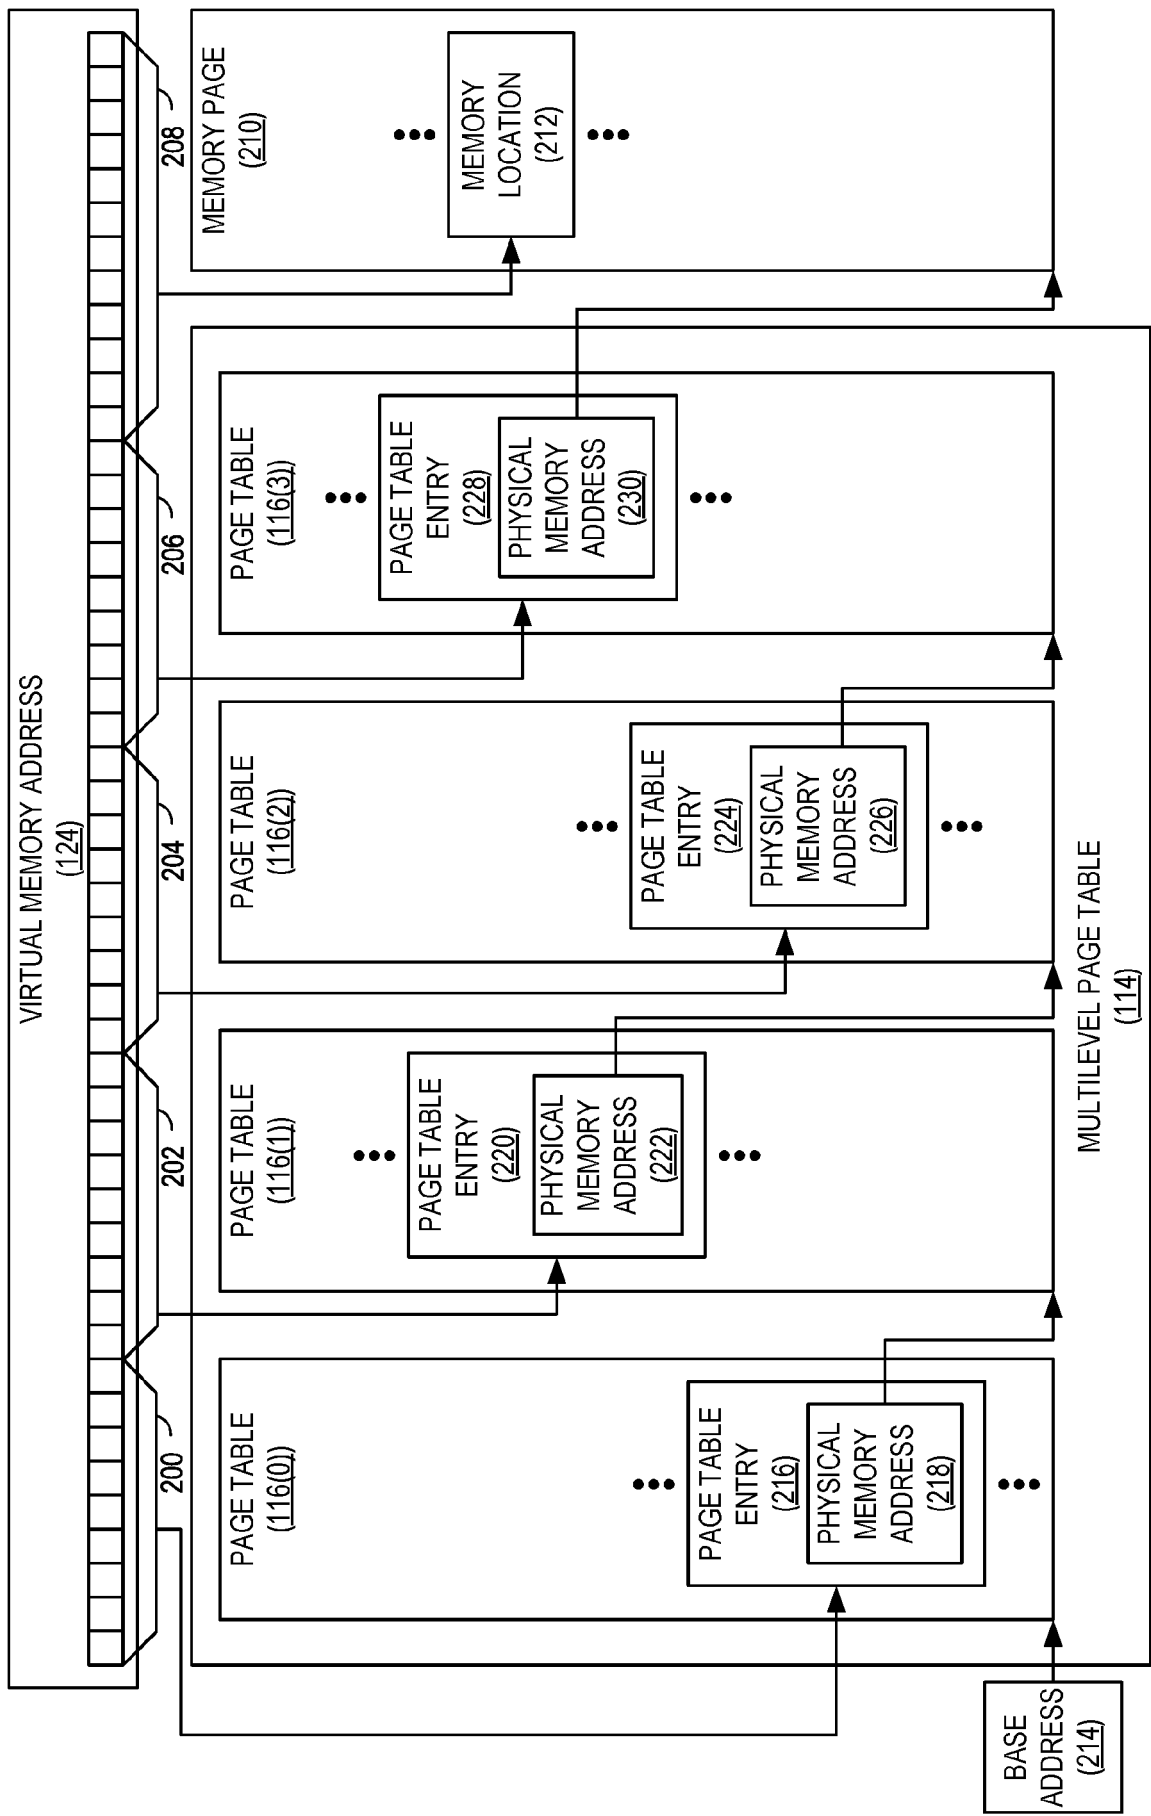 VIRTUAL MEMORY ADDRESS
(124)
200
202
204
206
208
PAGE TABLE
(116(0))
PAGE TABLE
ENTRY
(216)
PHYSICAL
MEMORY
ADDRESS
(218)
PAGE TABLE
(116(1))
PAGE TABLE
ENTRY
(220)
PHYSICAL
MEMORY
ADDRESS
(222)
PAGE TABLE
(116(2))
PAGE TABLE
ENTRY
(224)
PHYSICAL
MEMORY
ADDRESS
(226)
PAGE TABLE
(116(3))
PAGE TABLE
ENTRY
(228)
PHYSICAL
MEMORY
ADDRESS
(230)
MEMORY PAGE
(210)
MEMORY
LOCATION
(212)
BASE
ADDRESS
(214)
MULTILEVEL PAGE TABLE
(114)